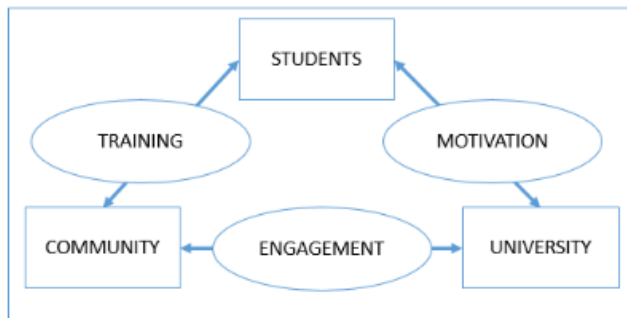 STUDENTS
TRAINING
MOTIVATION
COMMUNITY
ENGAGEMENT
UNIVERSITY